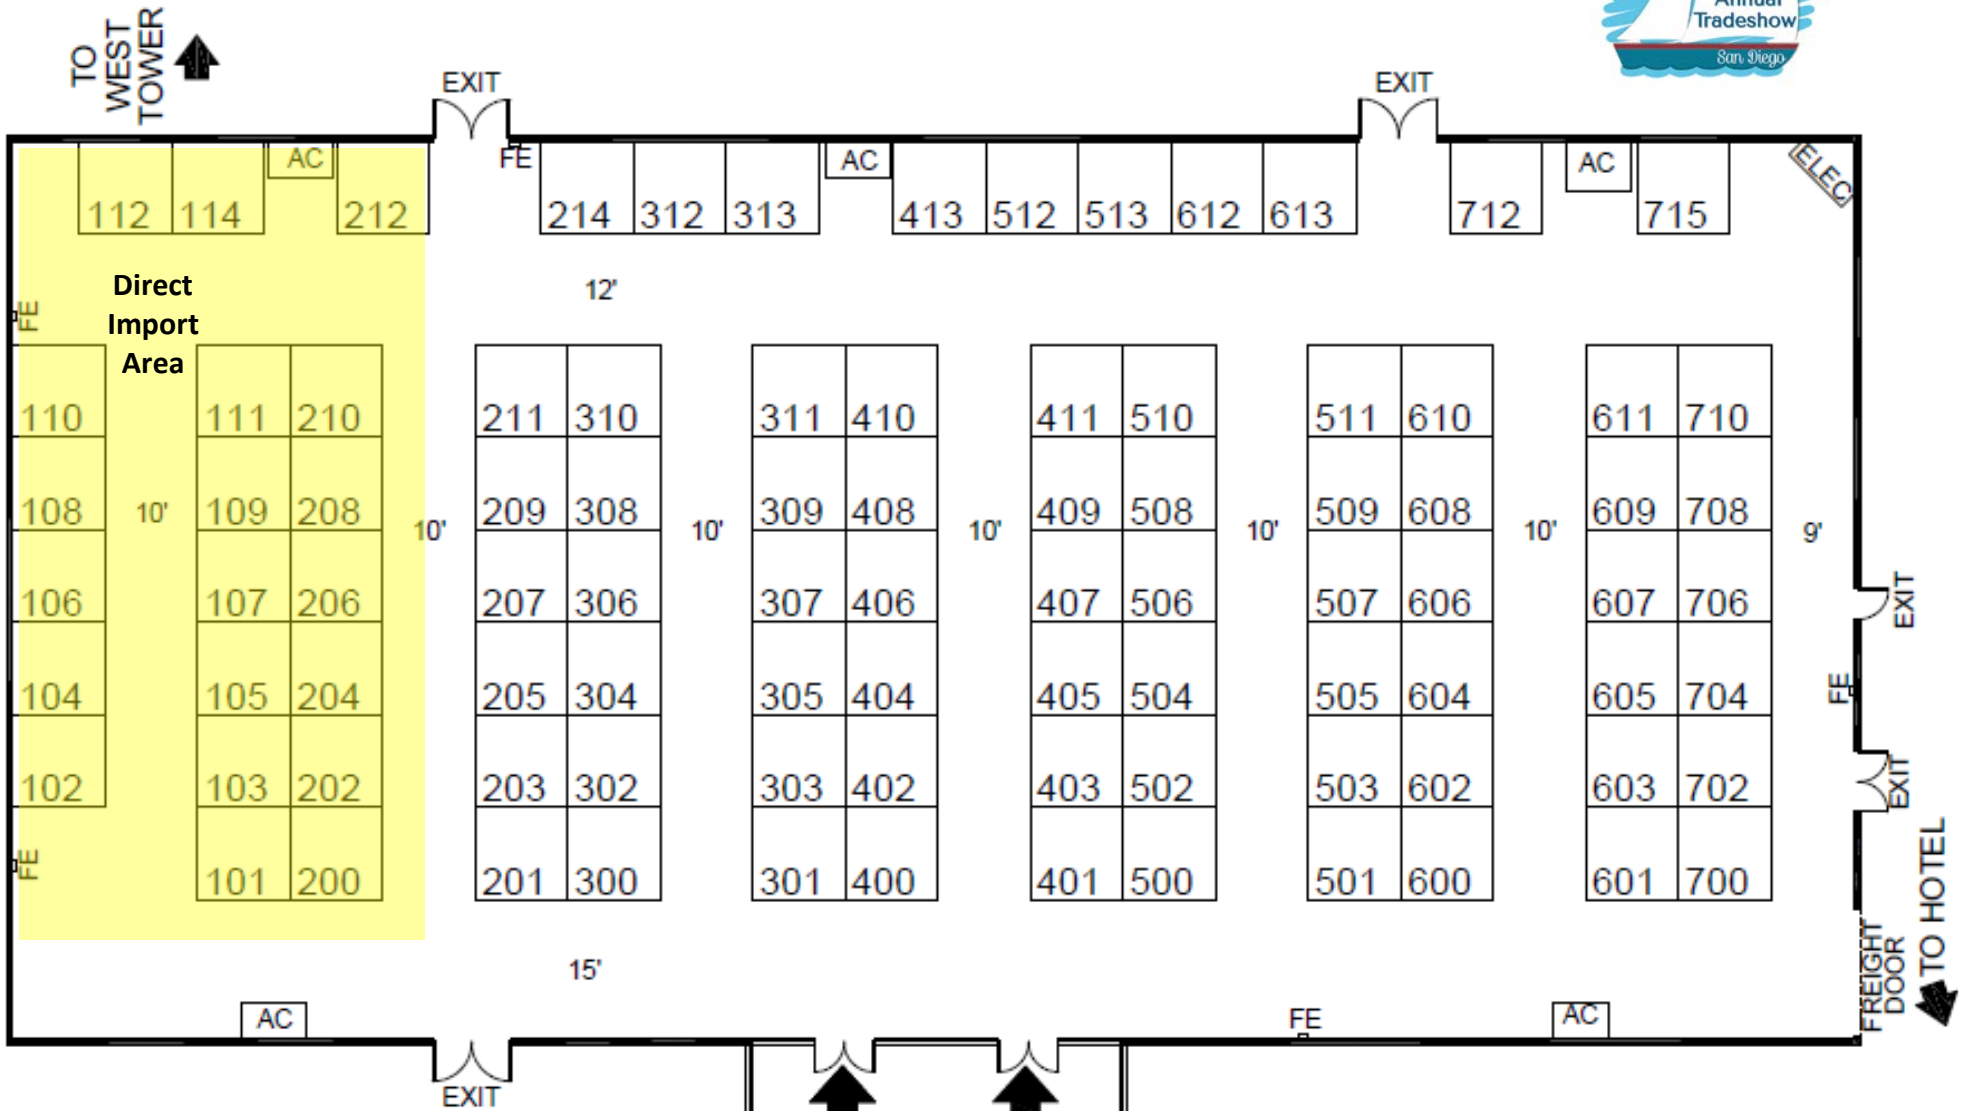 Annual
Tradeshow
San Diego
TO
WEST
TOWER
EXIT
EXIT
AC
FE
AC
AC
ELEC
112 114 212 214 312 313 413 512 513 612 613 712 715
Direct
Import
Area
12'
FE
110 111 210 211 310 311 410 411 510 511 610 611 710
108 10' 109 208 10' 209 308 10' 309 408 10' 409 508 10' 509 608 10' 609 708 9'
106 107 206 207 306 307 406 407 506 507 606 607 706
EXIT
104 105 204 205 304 305 404 405 504 505 604 605 704
FE
102 103 202 203 302 303 402 403 502 503 602 603 702
EXIT
FE
101 200 201 300 301 400 401 500 501 600 601 700
TO HOTEL
FREIGHT
DOOR
15'
AC
FE
AC
EXIT